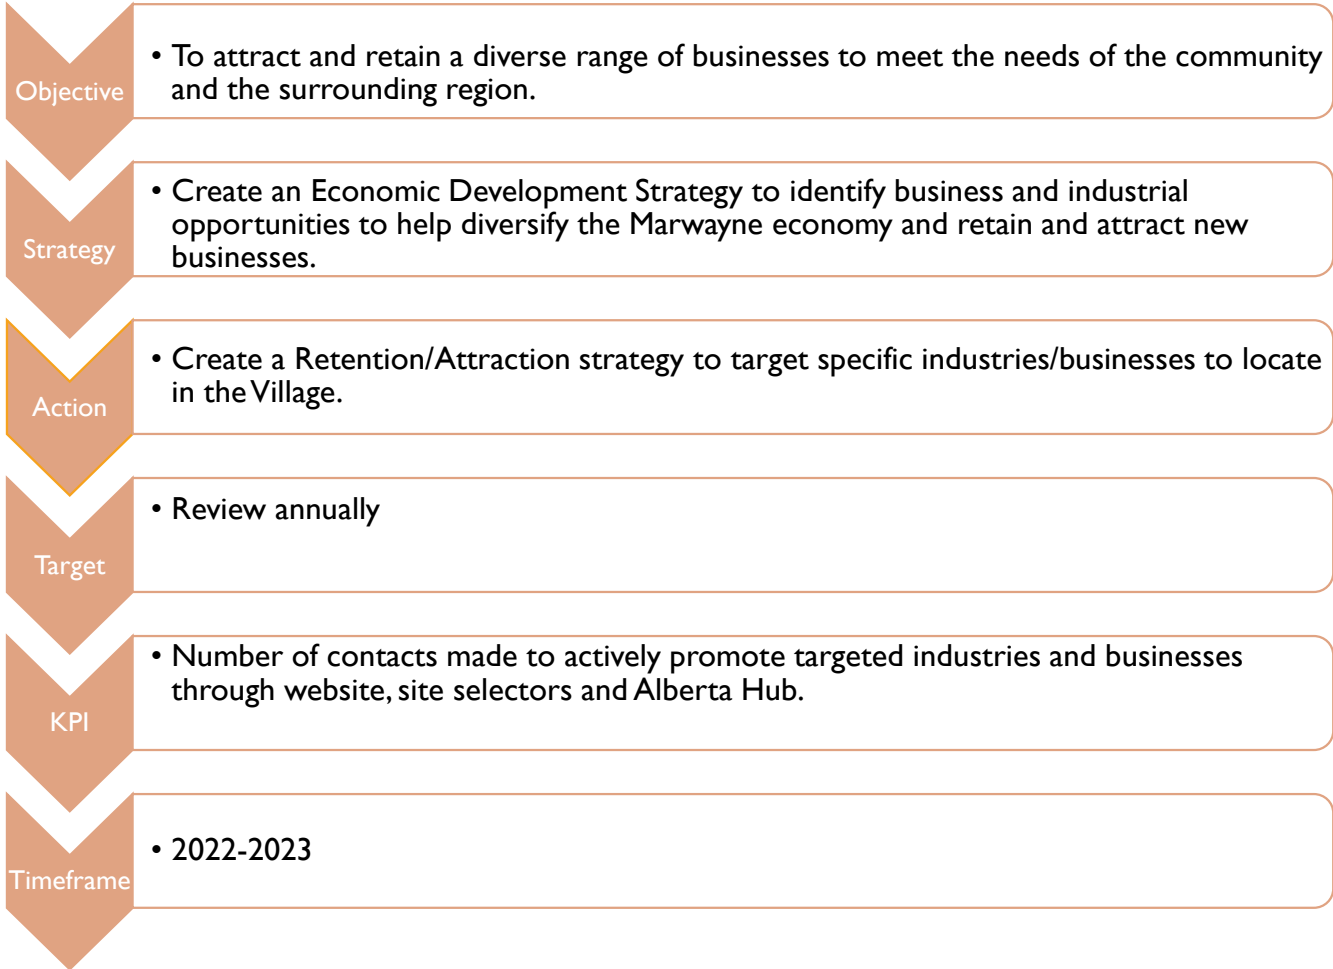 Objective
• To attract and retain a diverse range of businesses to meet the needs of the community
and the surrounding region.
Strategy
• Create an Economic Development Strategy to identify business and industrial
opportunities to help diversify the Marwayne economy and retain and attract new
businesses.
Action
• Create a Retention/Attraction strategy to target specific industries/businesses to locate
in the Village.
Target
• Review annually
KPI
• Number of contacts made to actively promote targeted industries and businesses
through website, site selectors and Alberta Hub.
Timeframe
• 2022-2023